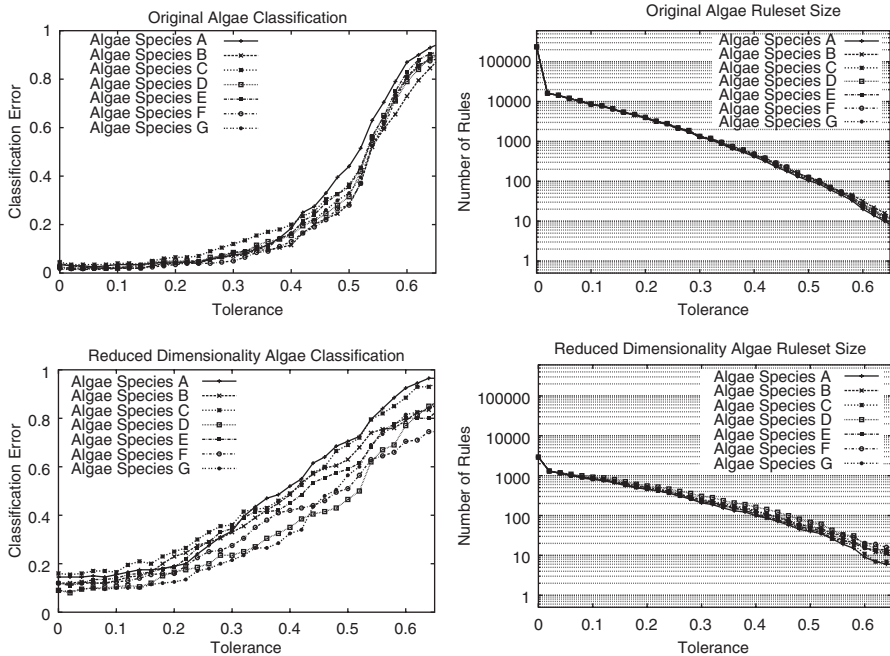 Original Algae Classification
1
0.8
0.6
0.4
0.2
0
Classification Error
Algae Species A
Algae Species B
Algae Species C
Algae Species D
Algae Species E
Algae Species F
Algae Species G
0 0.1 0.2 0.3 0.4 0.5 0.6
Tolerance
Original Algae Ruleset Size
100000
10000
1000
100
10
1
Number of Rules
Algae Species A
Algae Species B
Algae Species C
Algae Species D
Algae Species E
Algae Species F
Algae Species G
0 0.1 0.2 0.3 0.4 0.5 0.6
Tolerance
Reduced Dimensionality Algae Classification
1
0.8
0.6
0.4
0.2
0
Classification Error
Algae Species A
Algae Species B
Algae Species C
Algae Species D
Algae Species E
Algae Species F
Algae Species G
0 0.1 0.2 0.3 0.4 0.5 0.6
Tolerance
Reduced Dimensionality Algae Ruleset Size
100000
10000
1000
100
10
1
Number of Rules
Algae Species A
Algae Species B
Algae Species C
Algae Species D
Algae Species E
Algae Species F
Algae Species G
0 0.1 0.2 0.3 0.4 0.5 0.6
Tolerance